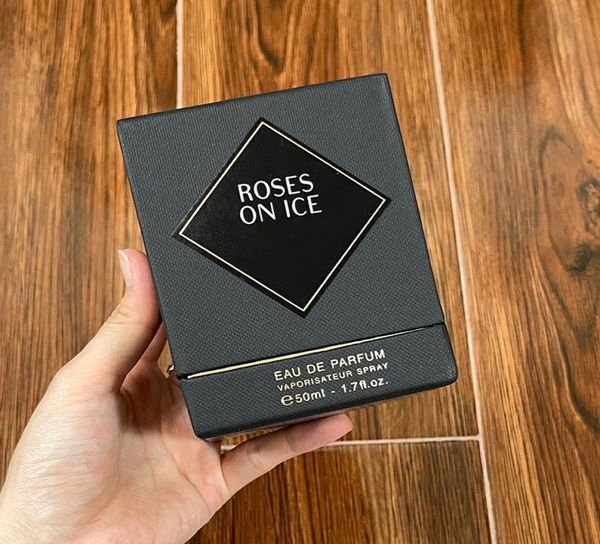 ROSES
ON ICE
EAU DE PARFUM
VAPORISATEUR SPRAY
℮50ml - 1.7fl.oz.